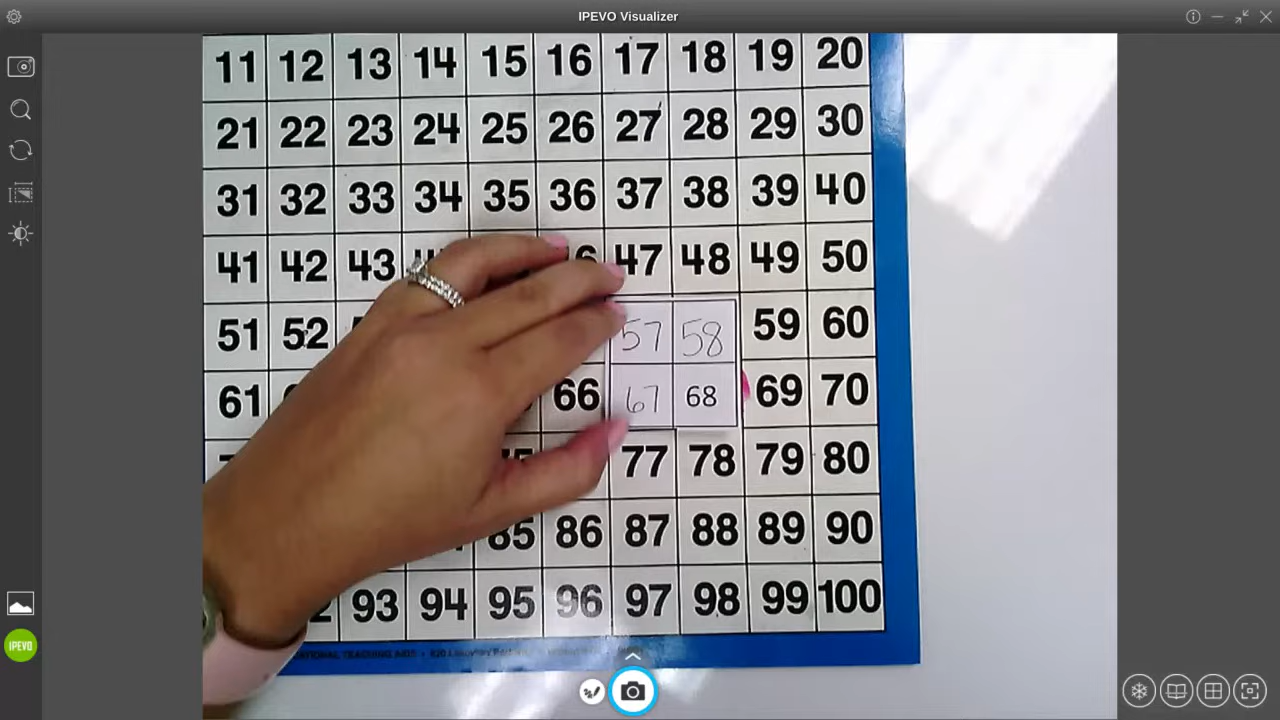 IPEVO Visualizer
11 12 13 14 15 16 17 18 19 20
21 22 23 24 25 26 27 28 29 30
31 32 33 34 35 36 37 38 39 40
41 42 43 47 48 49 50
51 52 57 58 59 60
61 66 67 68 69 70
77 78 79 80
85 86 87 88 89 90
93 94 95 96 97 98 99 100
IPEVO